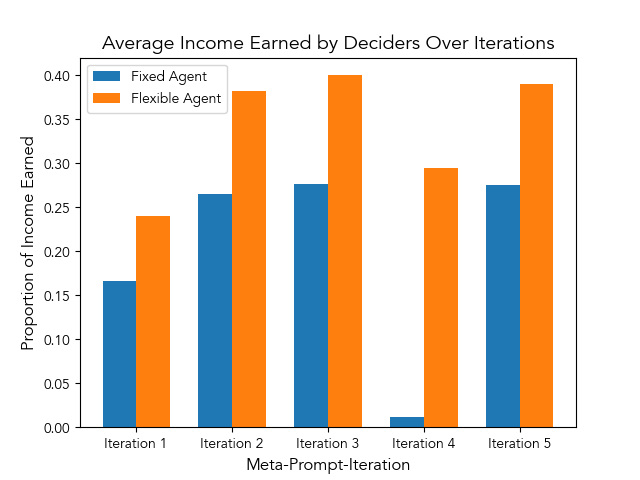 Average Income Earned by Deciders Over Iterations
Fixed Agent
Flexible Agent
Proportion of Income Earned
0.40
0.35
0.30
0.25
0.20
0.15
0.10
0.05
0.00
Iteration 1
Iteration 2
Iteration 3
Iteration 4
Iteration 5
Meta-Prompt-Iteration